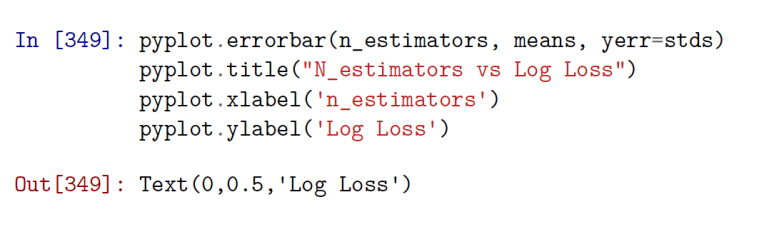 In [349]: pyplot.errorbar(n_estimators, means, yerr=stds)
pyplot.title("N_estimators vs Log Loss")
pyplot.xlabel('n_estimators')
pyplot.ylabel('Log Loss')
Out[349]: Text(0,0.5,'Log Loss')